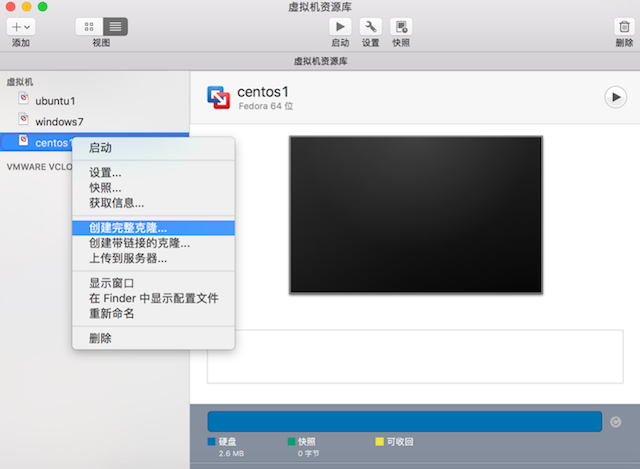 虚拟机资源库
添加
视图
启动
设置
快照
删除
虚拟机资源库
虚拟机
ubuntu1
windows7
centos1
VMWARE VCLO
启动
设置...
快照...
获取信息...
创建完整克隆...
创建带链接的克隆...
上传到服务器...
显示窗口
在 Finder 中显示配置文件
重新命名
删除
centos1
Fedora 64 位
硬盘
2.6 MB
快照
0 字节
可收回